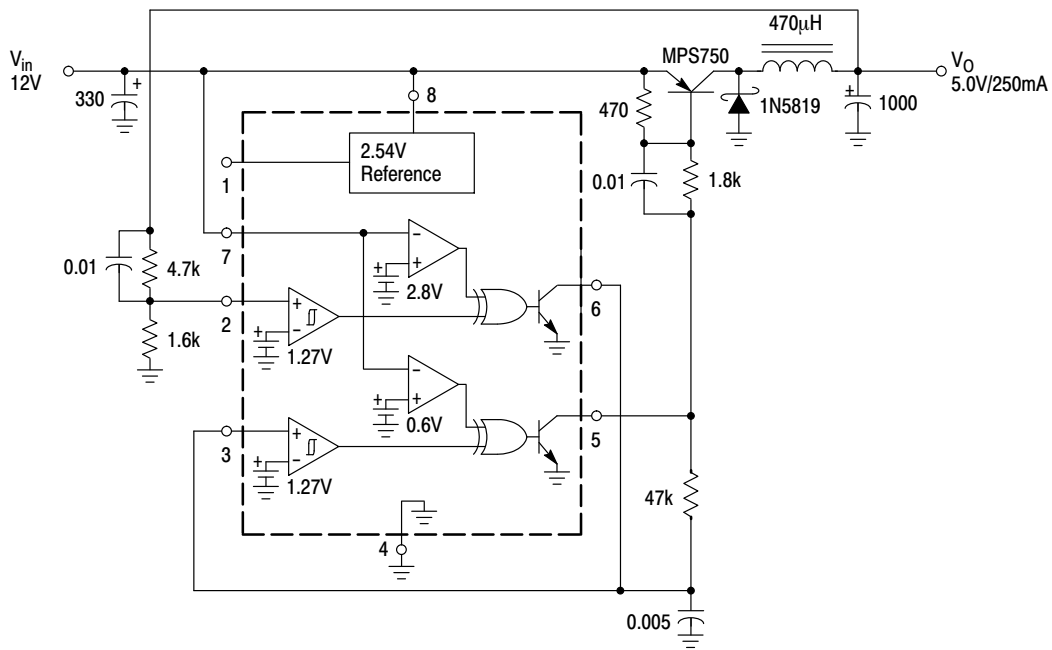 470μH
MPS750
Vin
12V
VO
5.0V/250mA
330
8
470
1N5819
1000
2.54V
Reference
1
0.01
1.8k
7
0.01
4.7k
2.8V
6
2
1.27V
1.6k
0.6V
5
3
1.27V
47k
4
0.005
+
+
−
+
+
+
−
+
−
+
+
+
−
+